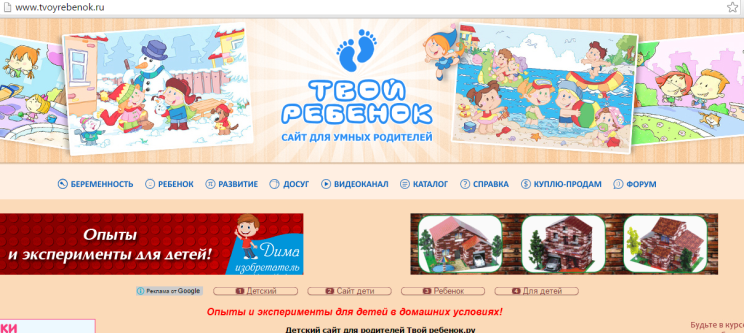 www.tvoyrebenok.ru
ТВОЙ
РЕБЕНОК
САЙТ ДЛЯ УМНЫХ РОДИТЕЛЕЙ
БЕРЕМЕННОСТЬ РЕБЕНОК РАЗВИТИЕ ДОСУГ ВИДЕОКАНАЛ КАТАЛОГ СПРАВКА КУПЛЮ-ПРОДАМ ФОРУМ
Опыты
и эксперименты для детей!
Дима
изобретатель
Реклама от Google 1 Детский 2 Сайт дети 3 Ребенок 4 Для детей
Опыты и эксперименты для детей в домашних условиях!
Будьте в курс
КИ
Детский сайт для родителей Твой ребенок.ру